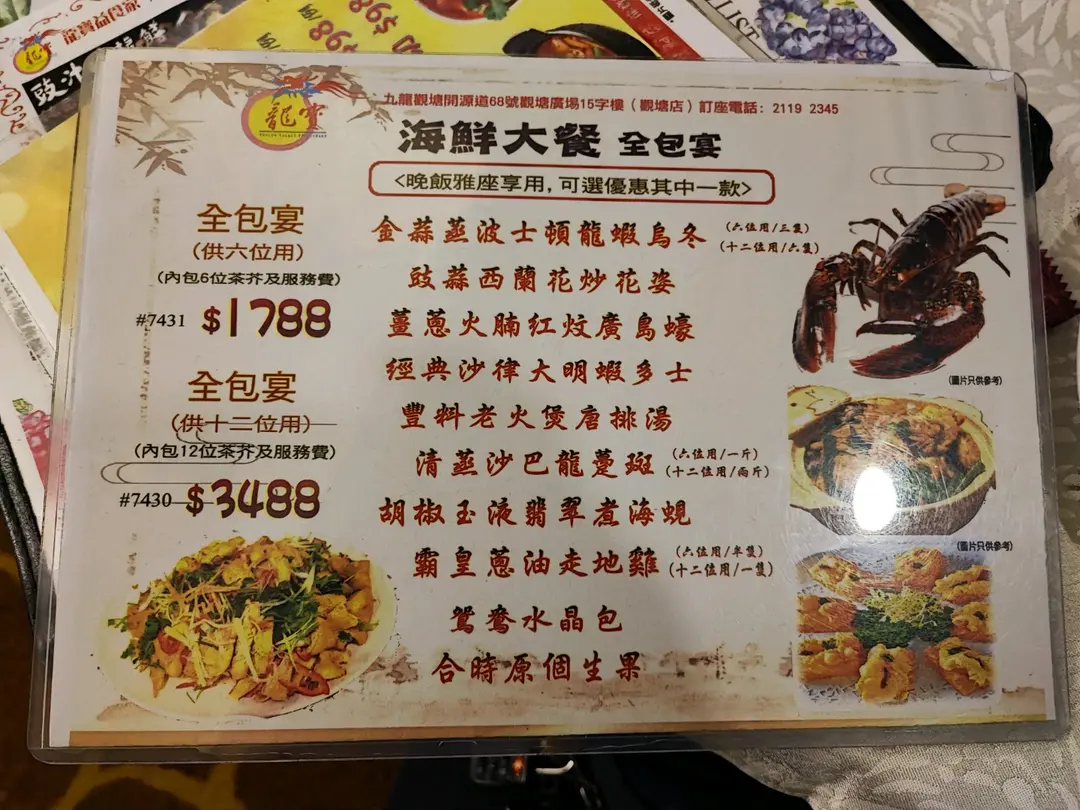 龍寶益食家
豉汁
龍宴
九龍觀塘開源道68號觀塘廣場15字樓（觀塘店）訂座電話：2119 2345
海鮮大餐 全包宴
<晚飯雅座享用，可選優惠其中一款>
全包宴
(供六位用)
(內包6位茶芥及服務費)
#7431 $1788
全包宴
(供十二位用)
(內包12位茶芥及服務費)
#7430 $3488
金蒜蒸波士頓龍蝦烏冬 (六位用/三隻)
(十二位用/六隻)
豉蒜西蘭花炒花姿
薑蔥火腩紅炆廣島蠔
經典沙律大明蝦多士
豐料老火煲唐排湯
清蒸沙巴龍躉斑 (六位用/一斤)
(十二位用/兩斤)
胡椒玉液翡翠煮海蜆
霸皇蔥油走地雞 (六位用/半隻)
(十二位用/一隻)
鴛鴦水晶包
合時原個生果
(圖片只供參考)
(圖片只供參考)